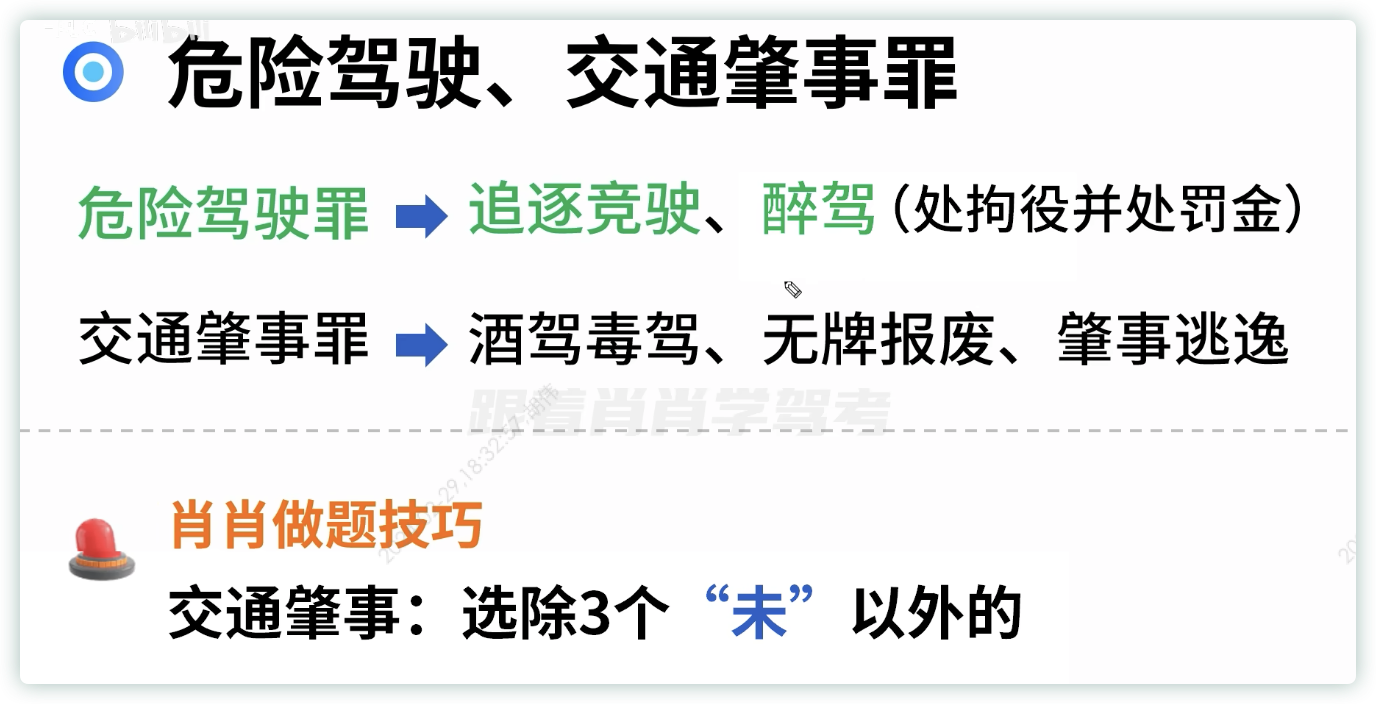 危险驾驶、交通肇事罪
危险驾驶罪 追逐竞驶、醉驾（处拘役并处罚金）
交通肇事罪 酒驾毒驾、无牌报废、肇事逃逸
跟着肖肖学驾考
肖肖做题技巧
交通肇事：选除3个“未”以外的